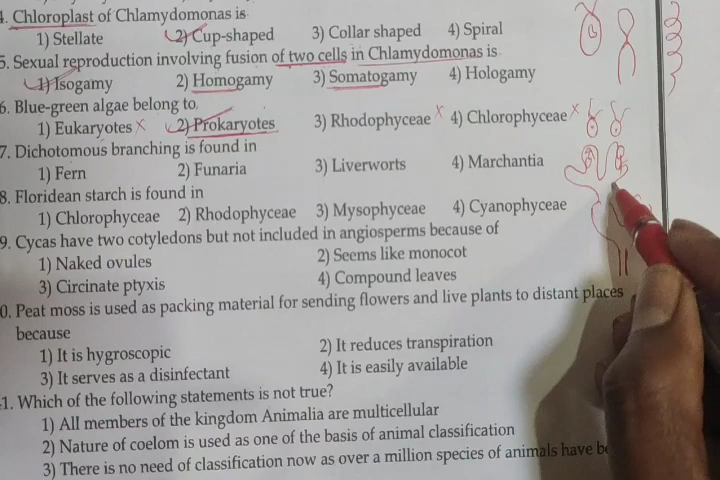 4. Chloroplast of Chlamydomonas is
1) Stellate 2) Cup-shaped 3) Collar shaped 4) Spiral
5. Sexual reproduction involving fusion of two cells in Chlamydomonas is
1) Isogamy 2) Homogamy 3) Somatogamy 4) Hologamy
6. Blue-green algae belong to
1) Eukaryotes 2) Prokaryotes 3) Rhodophyceae 4) Chlorophyceae
7. Dichotomous branching is found in
1) Fern 2) Funaria 3) Liverworts 4) Marchantia
8. Floridean starch is found in
1) Chlorophyceae 2) Rhodophyceae 3) Mysophyceae 4) Cyanophyceae
9. Cycas have two cotyledons but not included in angiosperms because of
1) Naked ovules 2) Seems like monocot
3) Circinate ptyxis 4) Compound leaves
0. Peat moss is used as packing material for sending flowers and live plants to distant places
because
1) It is hygroscopic 2) It reduces transpiration
3) It serves as a disinfectant 4) It is easily available
1. Which of the following statements is not true?
1) All members of the kingdom Animalia are multicellular
2) Nature of coelom is used as one of the basis of animal classification
3) There is no need of classification now as over a million species of animals have